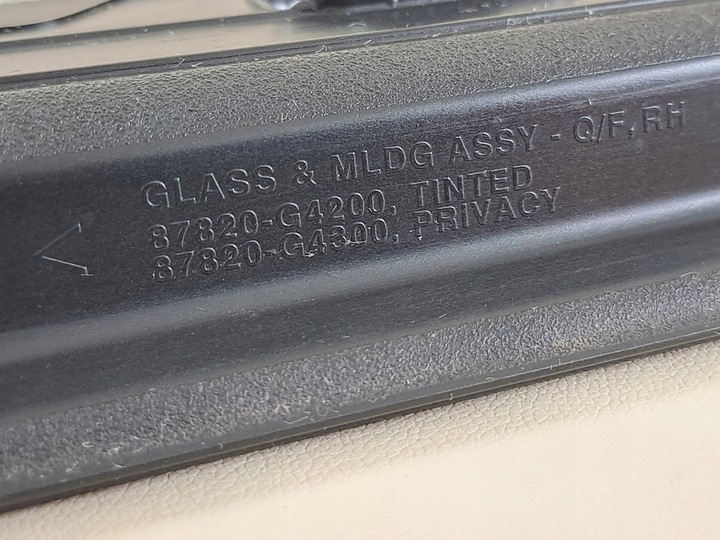 GLASS & MLDG ASSY - Q/F, RH
87820-G4200, TINTED
87820-G4300, PRIVACY